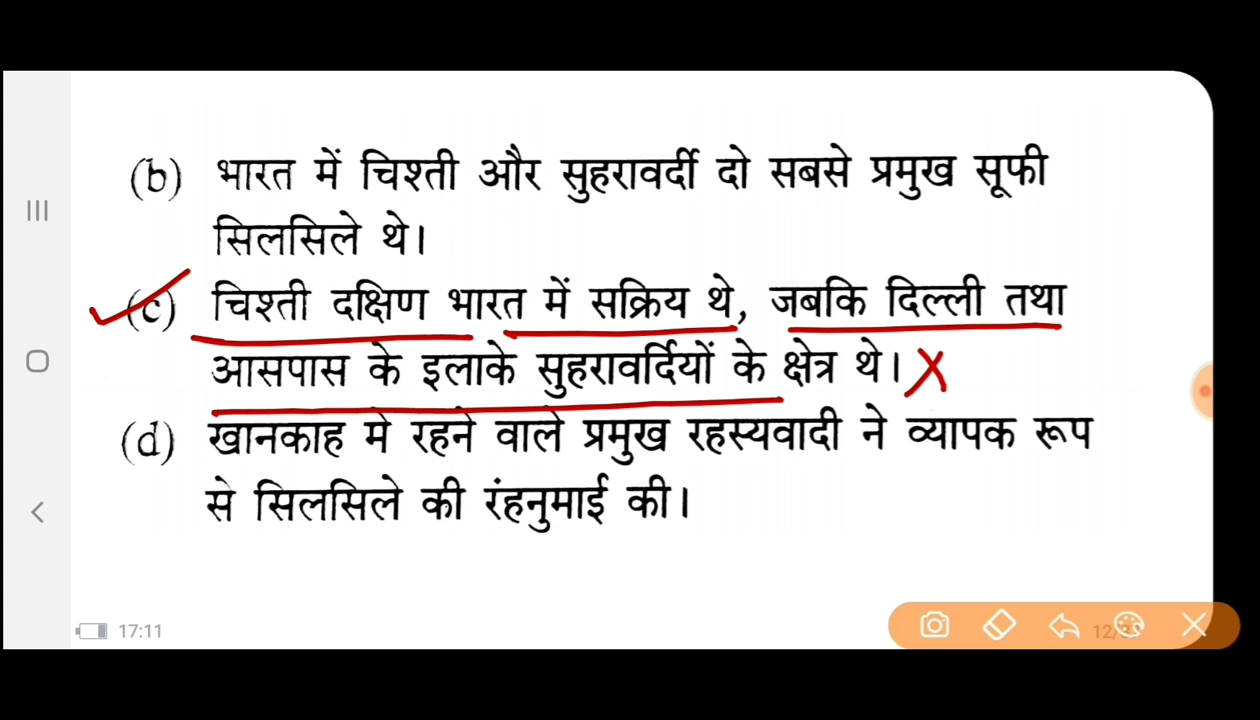 (b) भारत में चिश्ती और सुहरावर्दी दो सबसे प्रमुख सूफी
सिलसिले थे।
(c) चिश्ती दक्षिण भारत में सक्रिय थे, जबकि दिल्ली तथा
आसपास के इलाके सुहरावर्दियों के क्षेत्र थे।
(d) खानकाह मे रहने वाले प्रमुख रहस्यवादी ने व्यापक रूप
से सिलसिले की रंहनुमाई की।
17:11